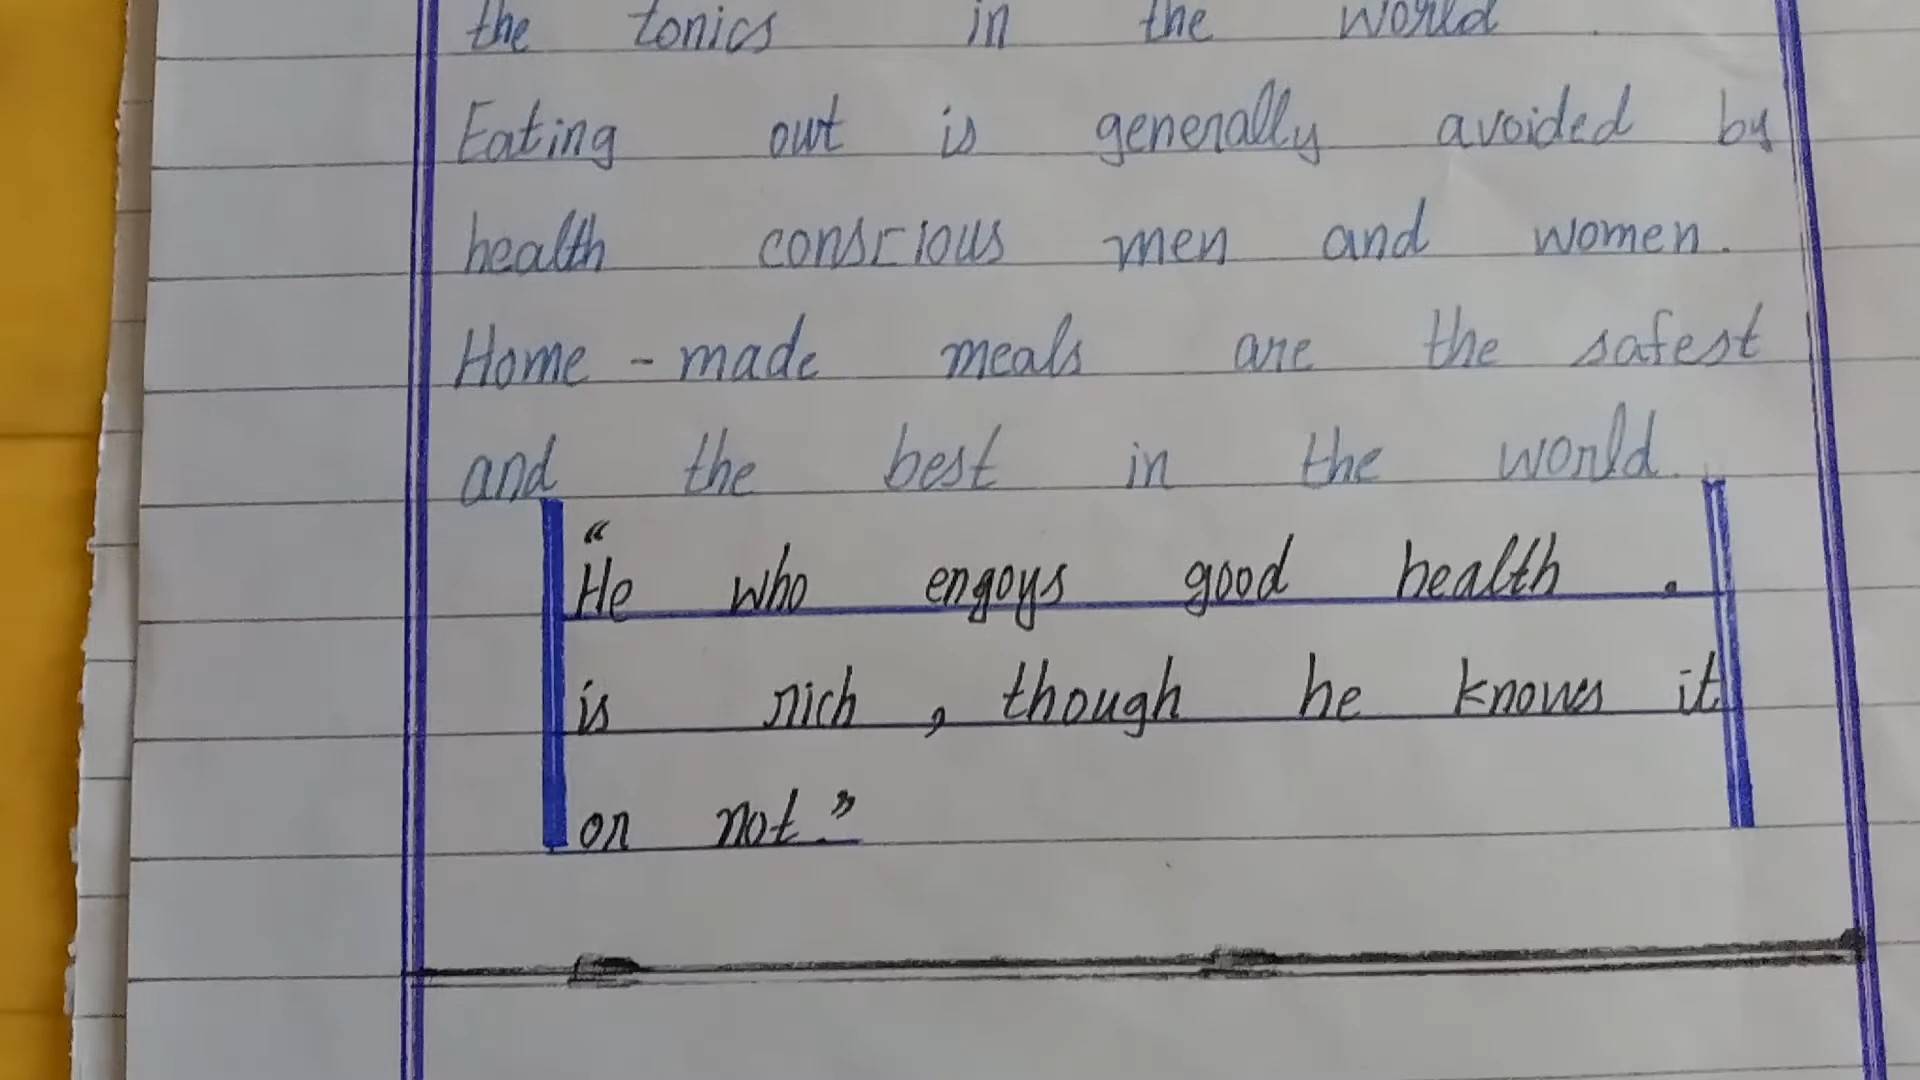 the tonics in the world .
Eating out is generally avoided by
health conscious men and women.
Home - made meals are the safest
and the best in the world.
“He who engoys good health .
is rich , though he knows it
or not.”